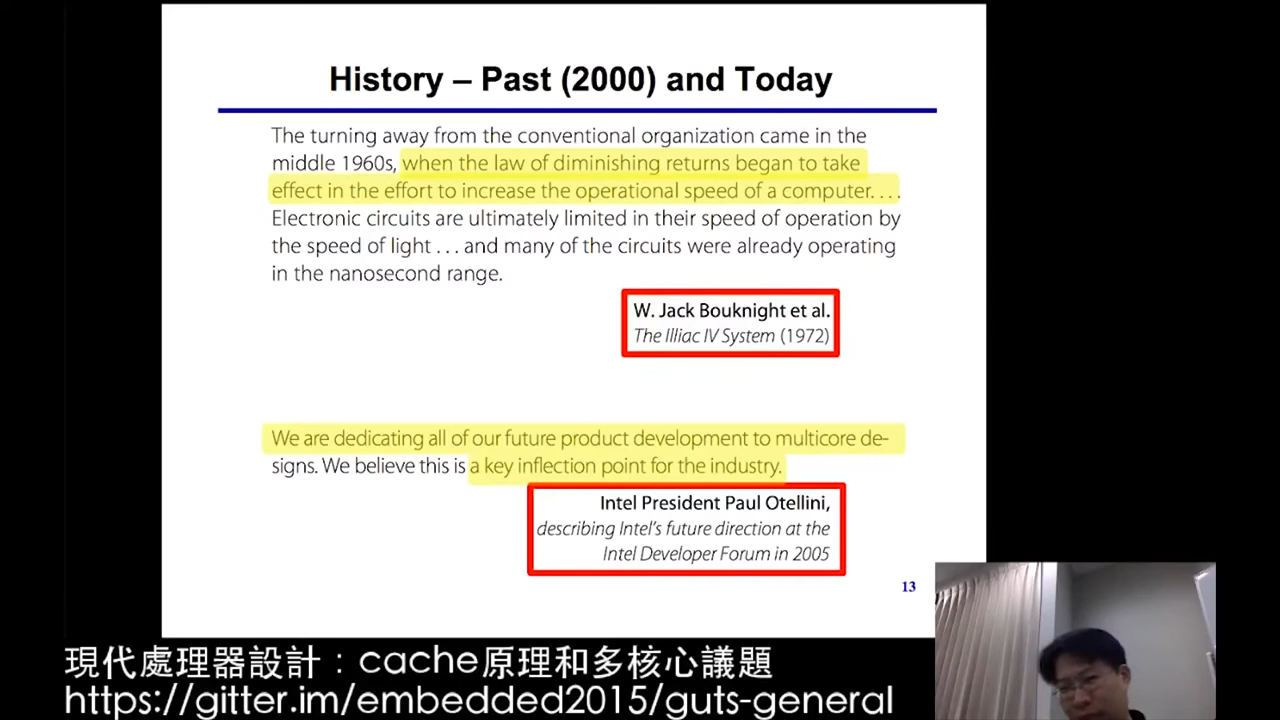 History – Past (2000) and Today
The turning away from the conventional organization came in the
middle 1960s, when the law of diminishing returns began to take
effect in the effort to increase the operational speed of a computer. . . .
Electronic circuits are ultimately limited in their speed of operation by
the speed of light . . . and many of the circuits were already operating
in the nanosecond range.
W. Jack Bouknight et al.
The Illiac IV System (1972)
We are dedicating all of our future product development to multicore de-
signs. We believe this is a key inflection point for the industry.
Intel President Paul Otellini,
describing Intel's future direction at the
Intel Developer Forum in 2005
13
現代處理器設計：cache原理和多核心議題
https://gitter.im/embedded2015/guts-general